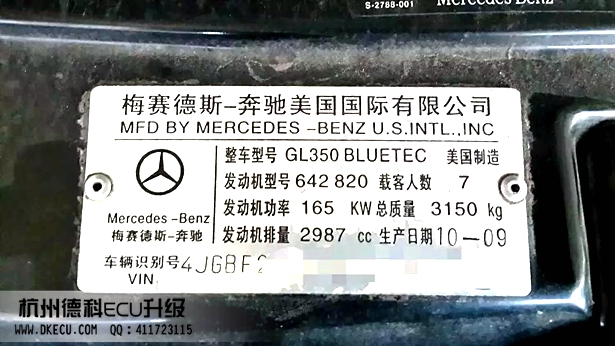 S-2788-001 Mercedes-Benz
梅赛德斯-奔驰美国国际有限公司
MFD BY MERCEDES-BENZ U.S.INTL.,INC
整车型号 GL350 BLUETEC 美国制造
发动机型号 642 820 载客人数 7
发动机功率 165 KW 总质量 3150 kg
Mercedes-Benz
梅赛德斯-奔驰
发动机排量 2987 cc 生产日期 10-09
车辆识别号 4JGBF2
VIN
杭州德科ECU升级
WWW.DKECU.COM QQ:411723115